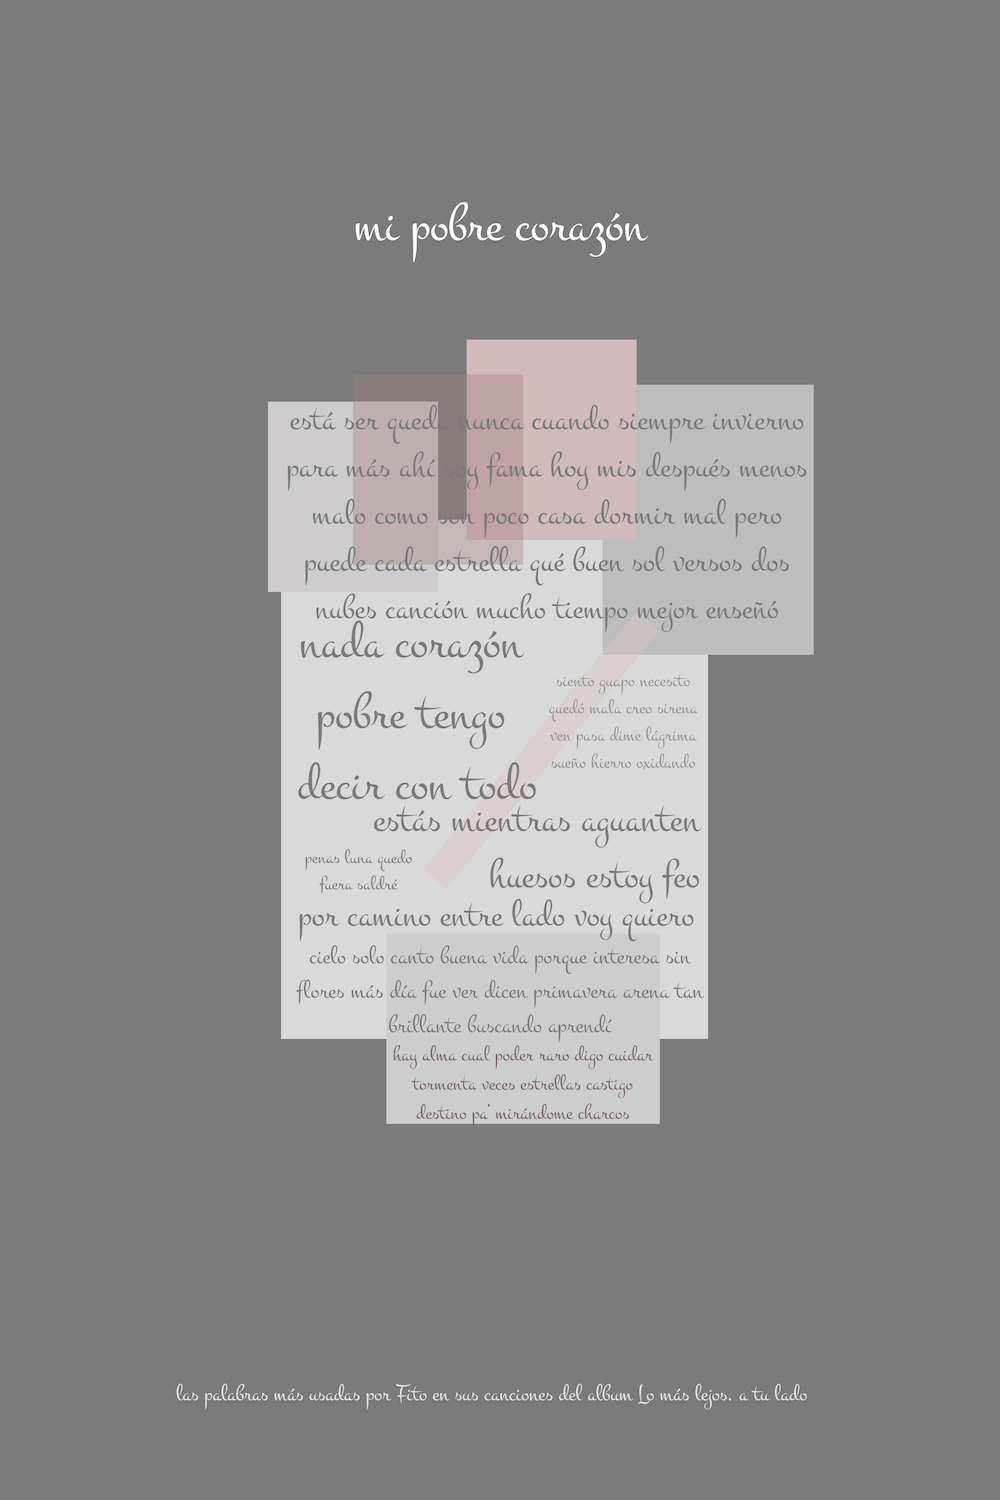 mi pobre corazón
está ser queda nunca cuando siempre invierno
para más ahí soy fama hoy mis después menos
malo como son poco casa dormir mal pero
puede cada estrella qué buen sol versos dos
nubes canción mucho tiempo mejor enseñó
nada corazón
pobre tengo
decir con todo
siento guapo necesito
quedó mala creo sirena
ven pasa dime lágrima
sueño hierro oxidando
estás mientras aguanten
huesos estoy feo
penas luna quedo
fuera saldré
por camino entre lado voy quiero
cielo solo canto buena vida porque interesa sin
flores más día fue ver dicen primavera arena tan
brillante buscando aprendí
hay alma cual poder raro digo cuidar
tormenta veces estrellas castigo
destino pa' mirándome charcos
las palabras más usadas por Fito en sus canciones del album Lo más lejos, a tu lado